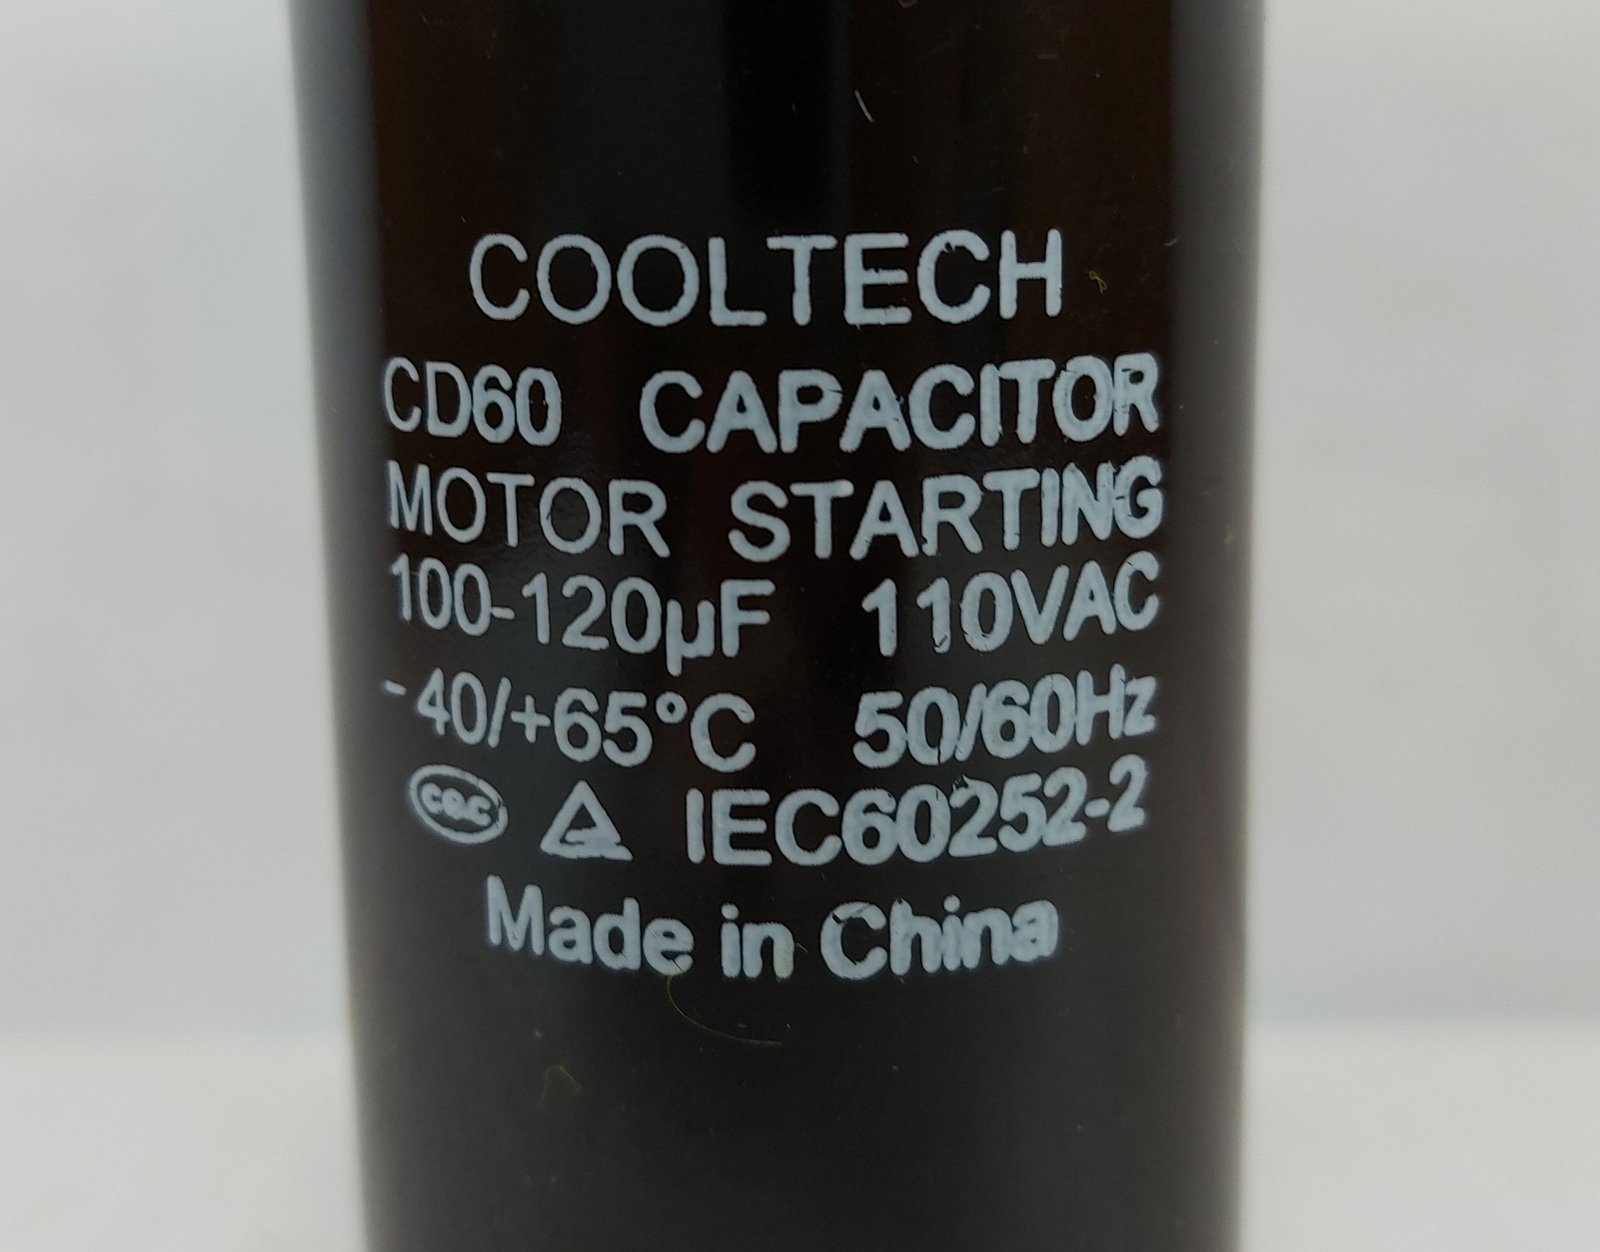 COOLTECH
CD60 CAPACITOR
MOTOR STARTING
100-120µF 110VAC
-40/+65°C 50/60Hz
CQC IEC60252-2
Made in China